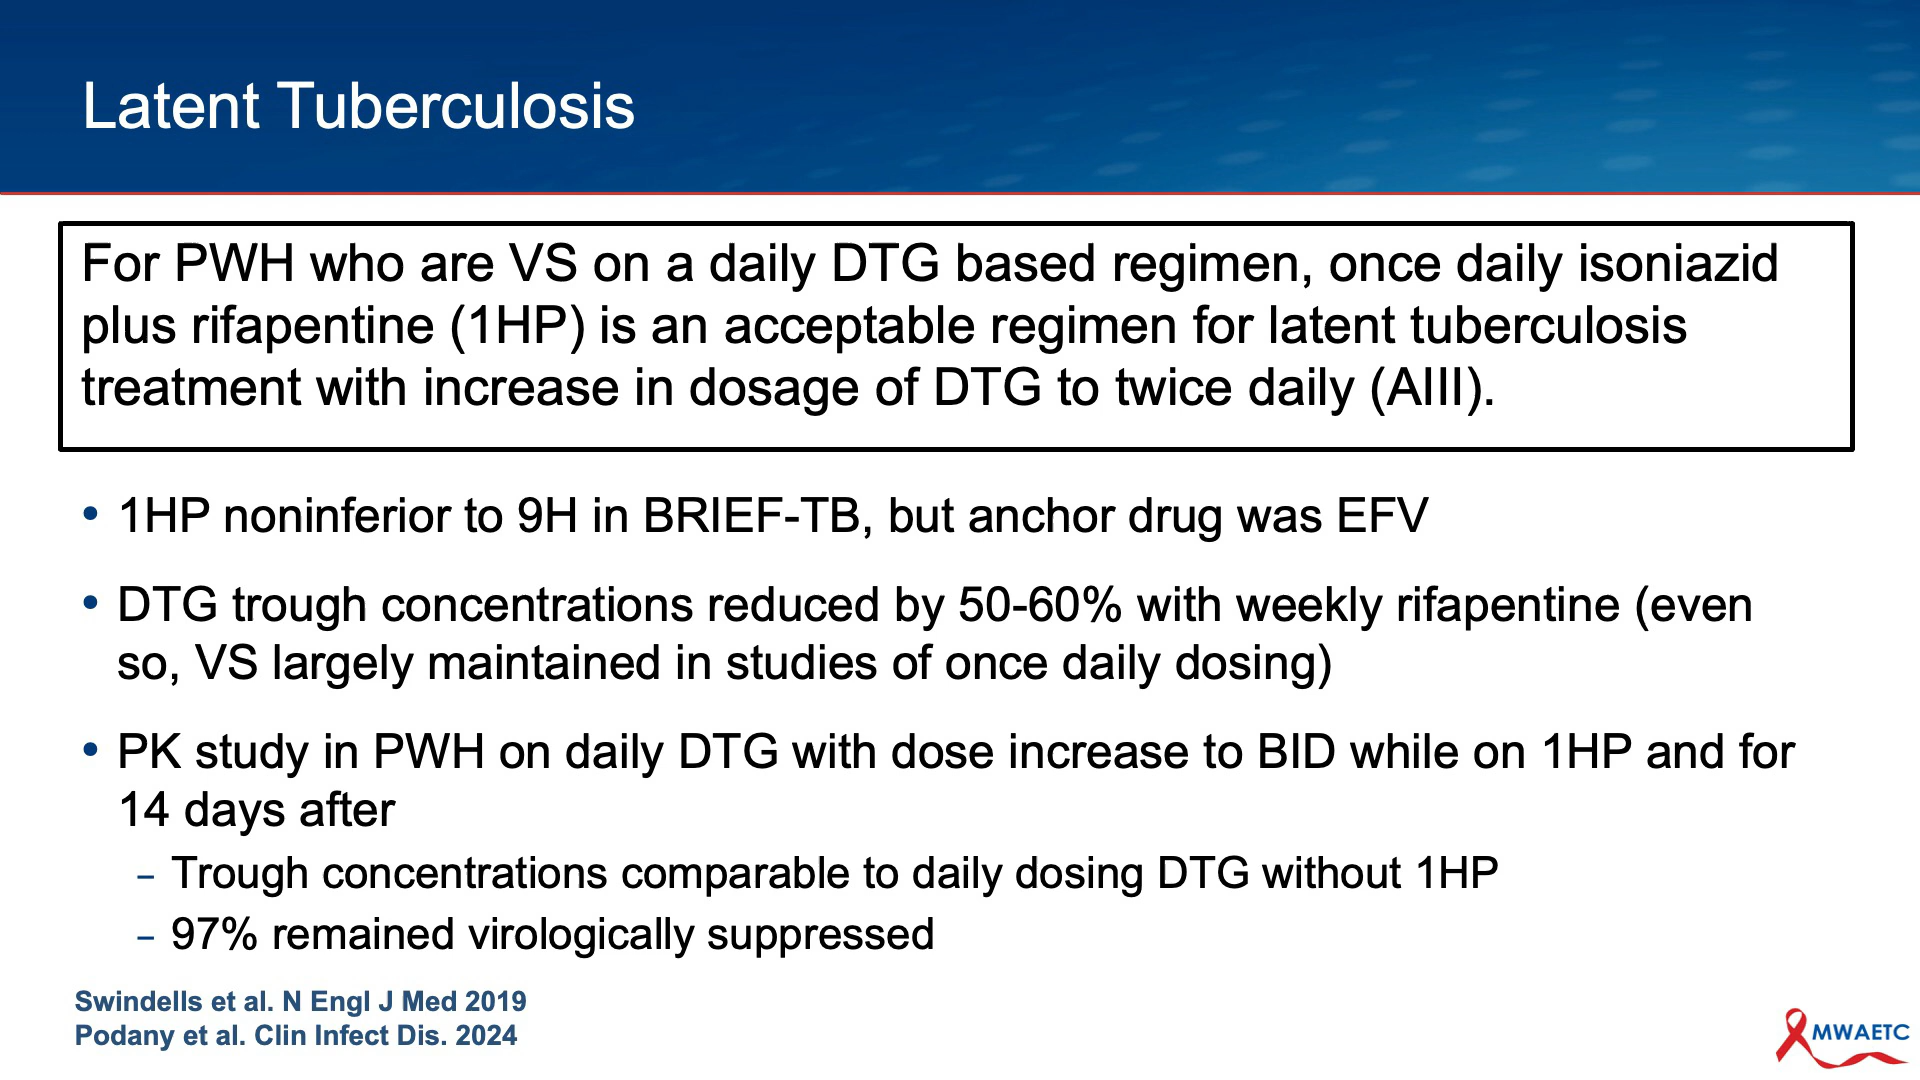 Latent Tuberculosis
For PWH who are VS on a daily DTG based regimen, once daily isoniazid
plus rifapentine (1HP) is an acceptable regimen for latent tuberculosis
treatment with increase in dosage of DTG to twice daily (AIII).
• 1HP noninferior to 9H in BRIEF-TB, but anchor drug was EFV
• DTG trough concentrations reduced by 50-60% with weekly rifapentine (even
so, VS largely maintained in studies of once daily dosing)
• PK study in PWH on daily DTG with dose increase to BID while on 1HP and for
14 days after
– Trough concentrations comparable to daily dosing DTG without 1HP
– 97% remained virologically suppressed
Swindells et al. N Engl J Med 2019
Podany et al. Clin Infect Dis. 2024
MWAETC